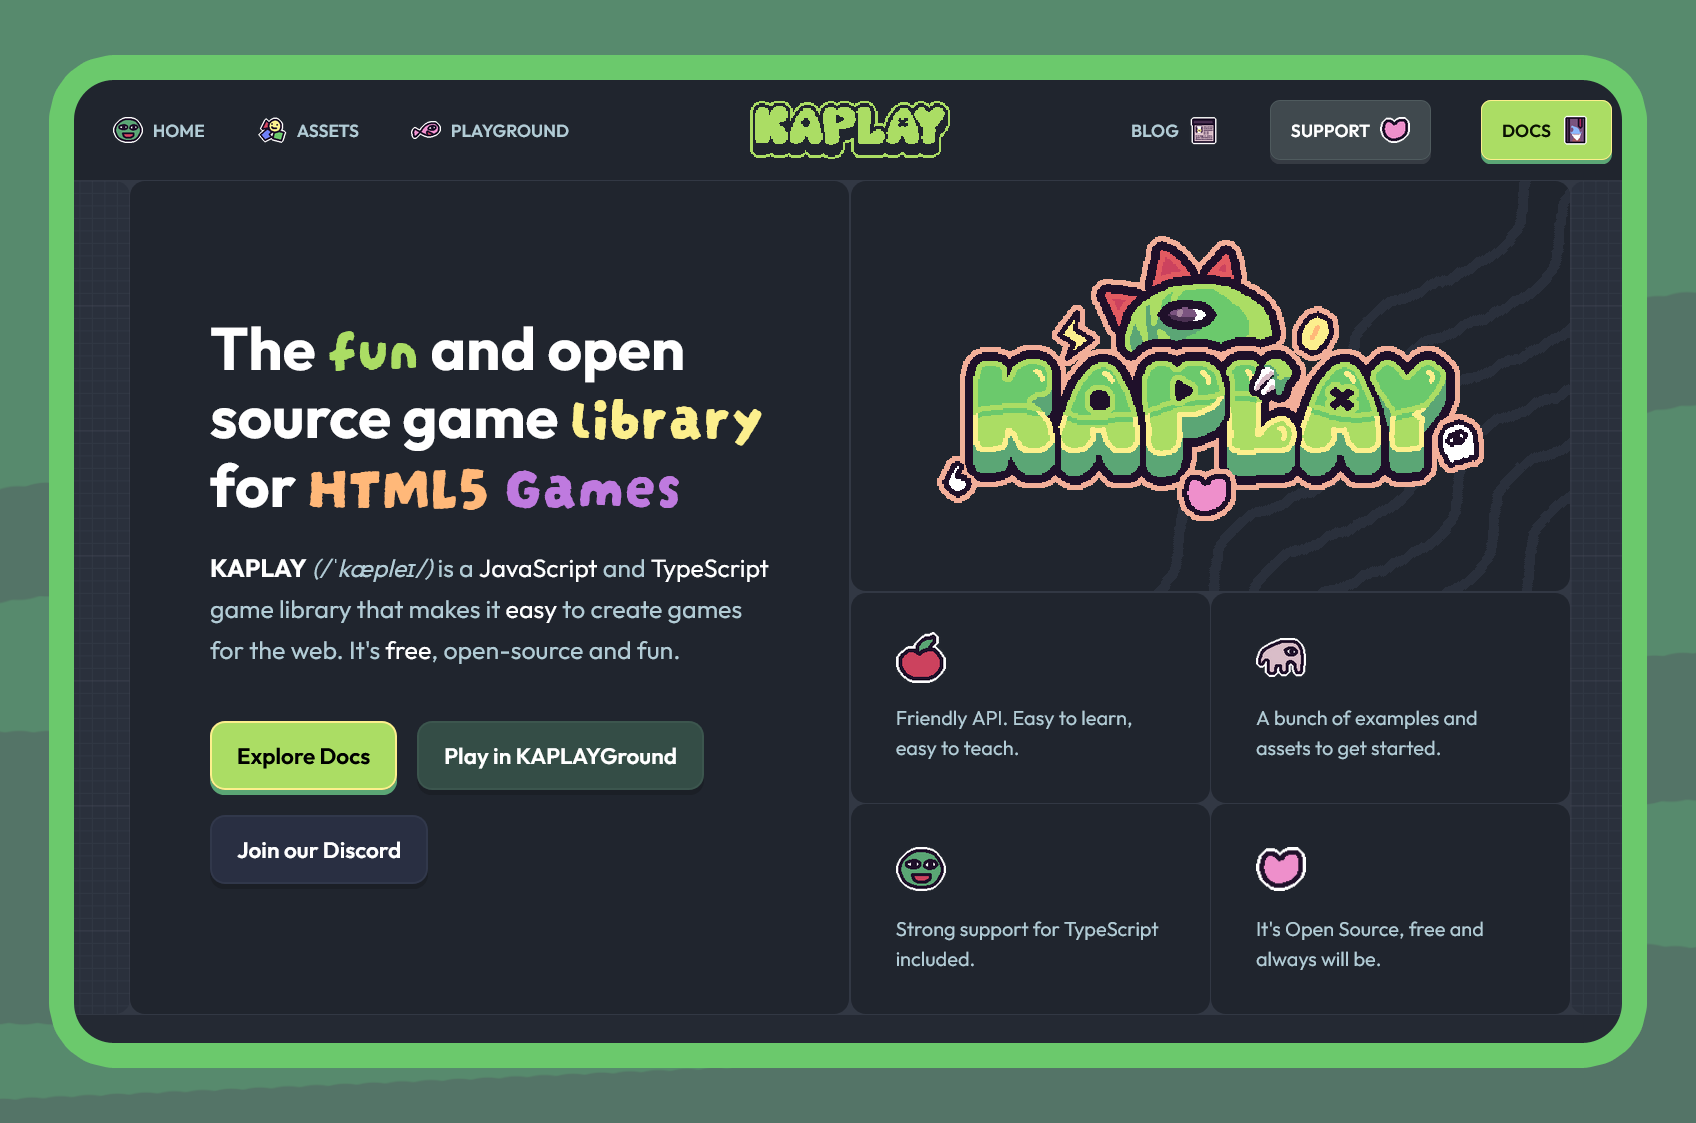 HOME
ASSETS
PLAYGROUND
KAPLAY
BLOG
SUPPORT
DOCS
The fun and open
source game library
for HTML5 Games
KAPLAY (/ˈkæpleɪ/) is a JavaScript and TypeScript
game library that makes it easy to create games
for the web. It's free, open-source and fun.
Explore Docs
Play in KAPLAYGround
Join our Discord
KAPLAY
Friendly API. Easy to learn,
easy to teach.
A bunch of examples and
assets to get started.
Strong support for TypeScript
included.
It's Open Source, free and
always will be.